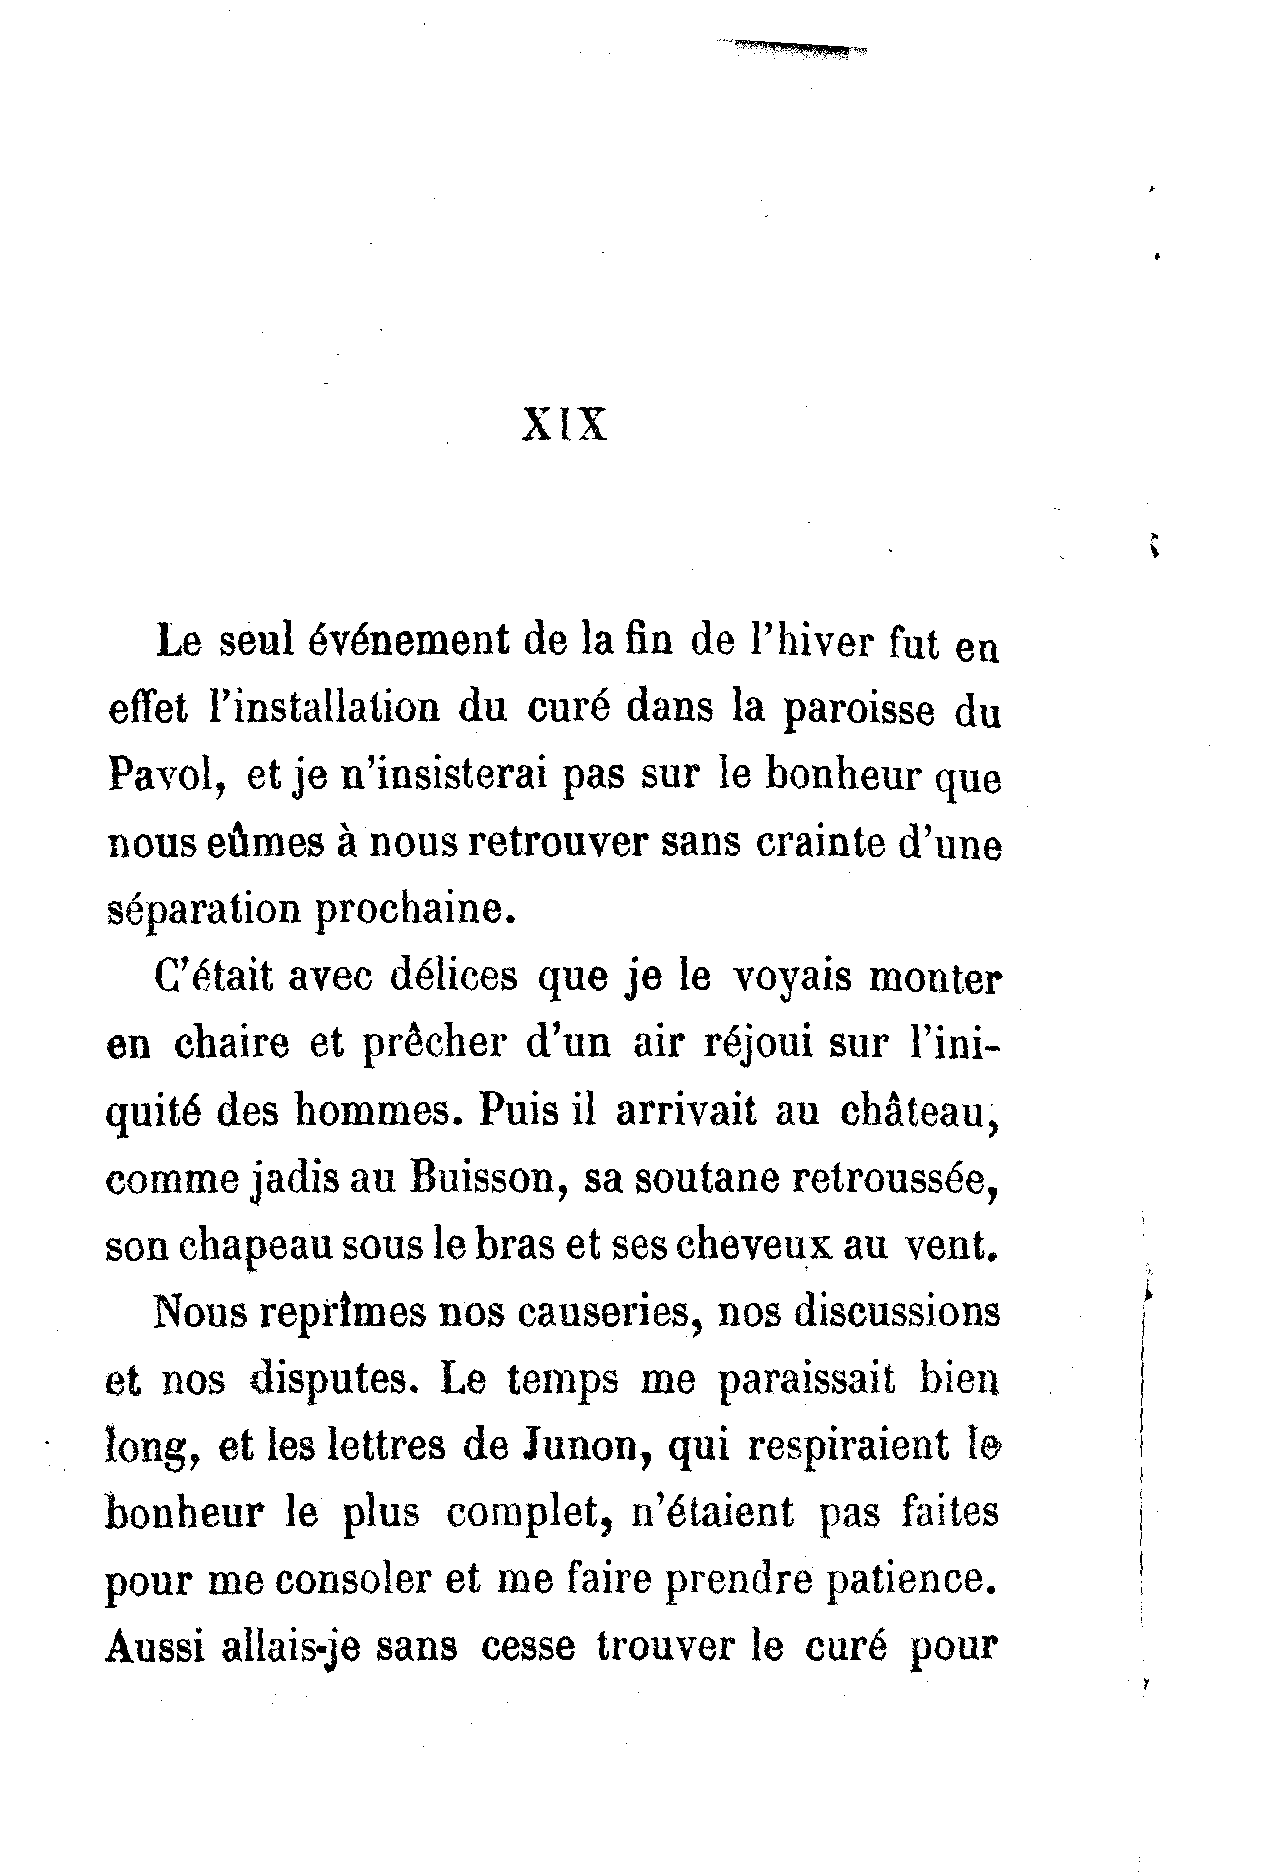 XIX
Le seul événement de la fin de l'hiver fut en
effet l'installation du curé dans la paroisse du
Pavol, et je n'insisterai pas sur le bonheur que
nous eûmes à nous retrouver sans crainte d'une
séparation prochaine.
C'était avec délices que je le voyais monter
en chaire et prêcher d'un air réjoui sur l'ini-
quité des hommes. Puis il arrivait au château,
comme jadis au Buisson, sa soutane retroussée,
son chapeau sous le bras et ses cheveux au vent.
Nous reprîmes nos causeries, nos discussions
et nos disputes. Le temps me paraissait bien
long, et les lettres de Junon, qui respiraient le
bonheur le plus complet, n'étaient pas faites
pour me consoler et me faire prendre patience.
Aussi allais-je sans cesse trouver le curé pour